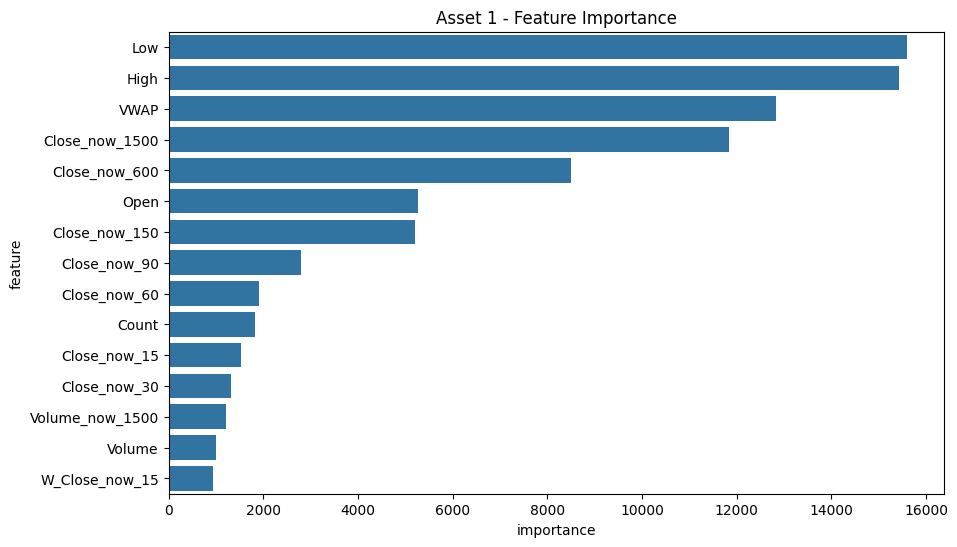 Asset 1 - Feature Importance
Low
High
VWAP
Close_now_1500
Close_now_600
Open
Close_now_150
Close_now_90
Close_now_60
Count
Close_now_15
Close_now_30
Volume_now_1500
Volume
W_Close_now_15
feature
0 2000 4000 6000 8000 10000 12000 14000 16000
importance